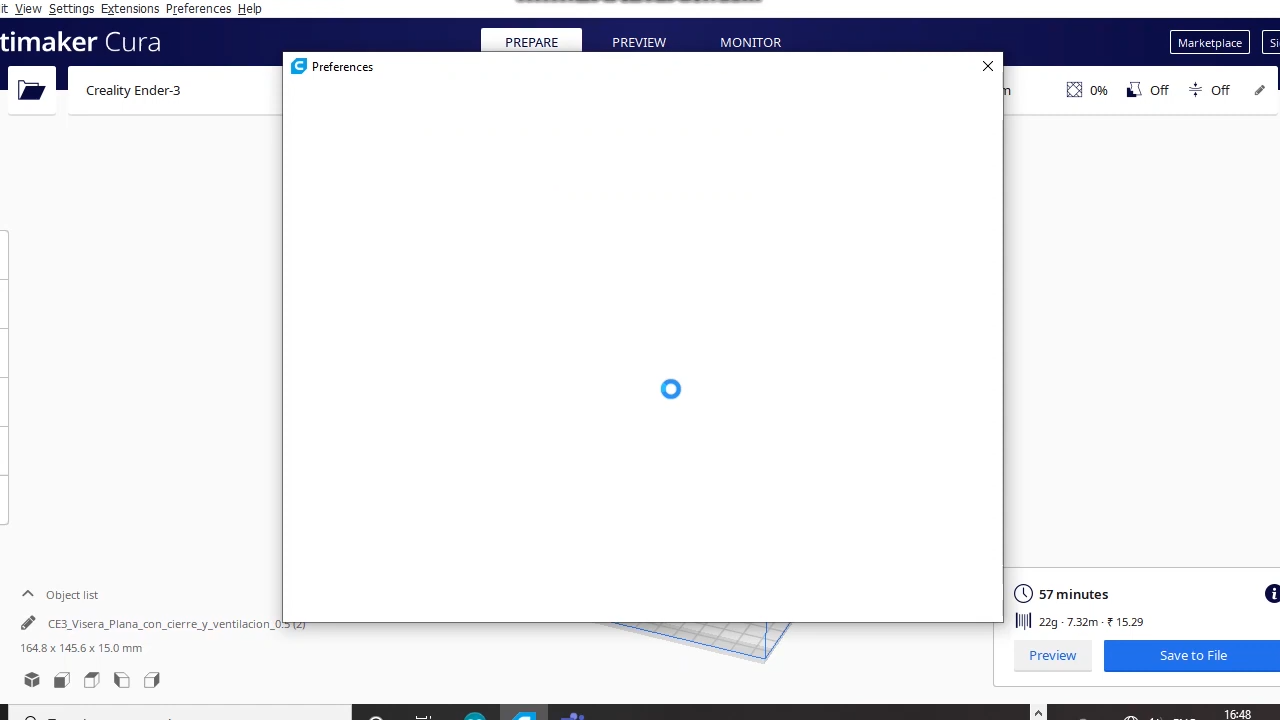 it View Settings Extensions Preferences Help
timaker Cura
PREPARE PREVIEW MONITOR
Marketplace
Preferences
Creality Ender-3
0% Off Off
Object list
CE3_Visera_Plana_con_cierre_y_ventilacion_0.5 (2)
164.8 x 145.6 x 15.0 mm
57 minutes
22g · 7.32m · ₹ 15.29
Preview Save to File
16:48